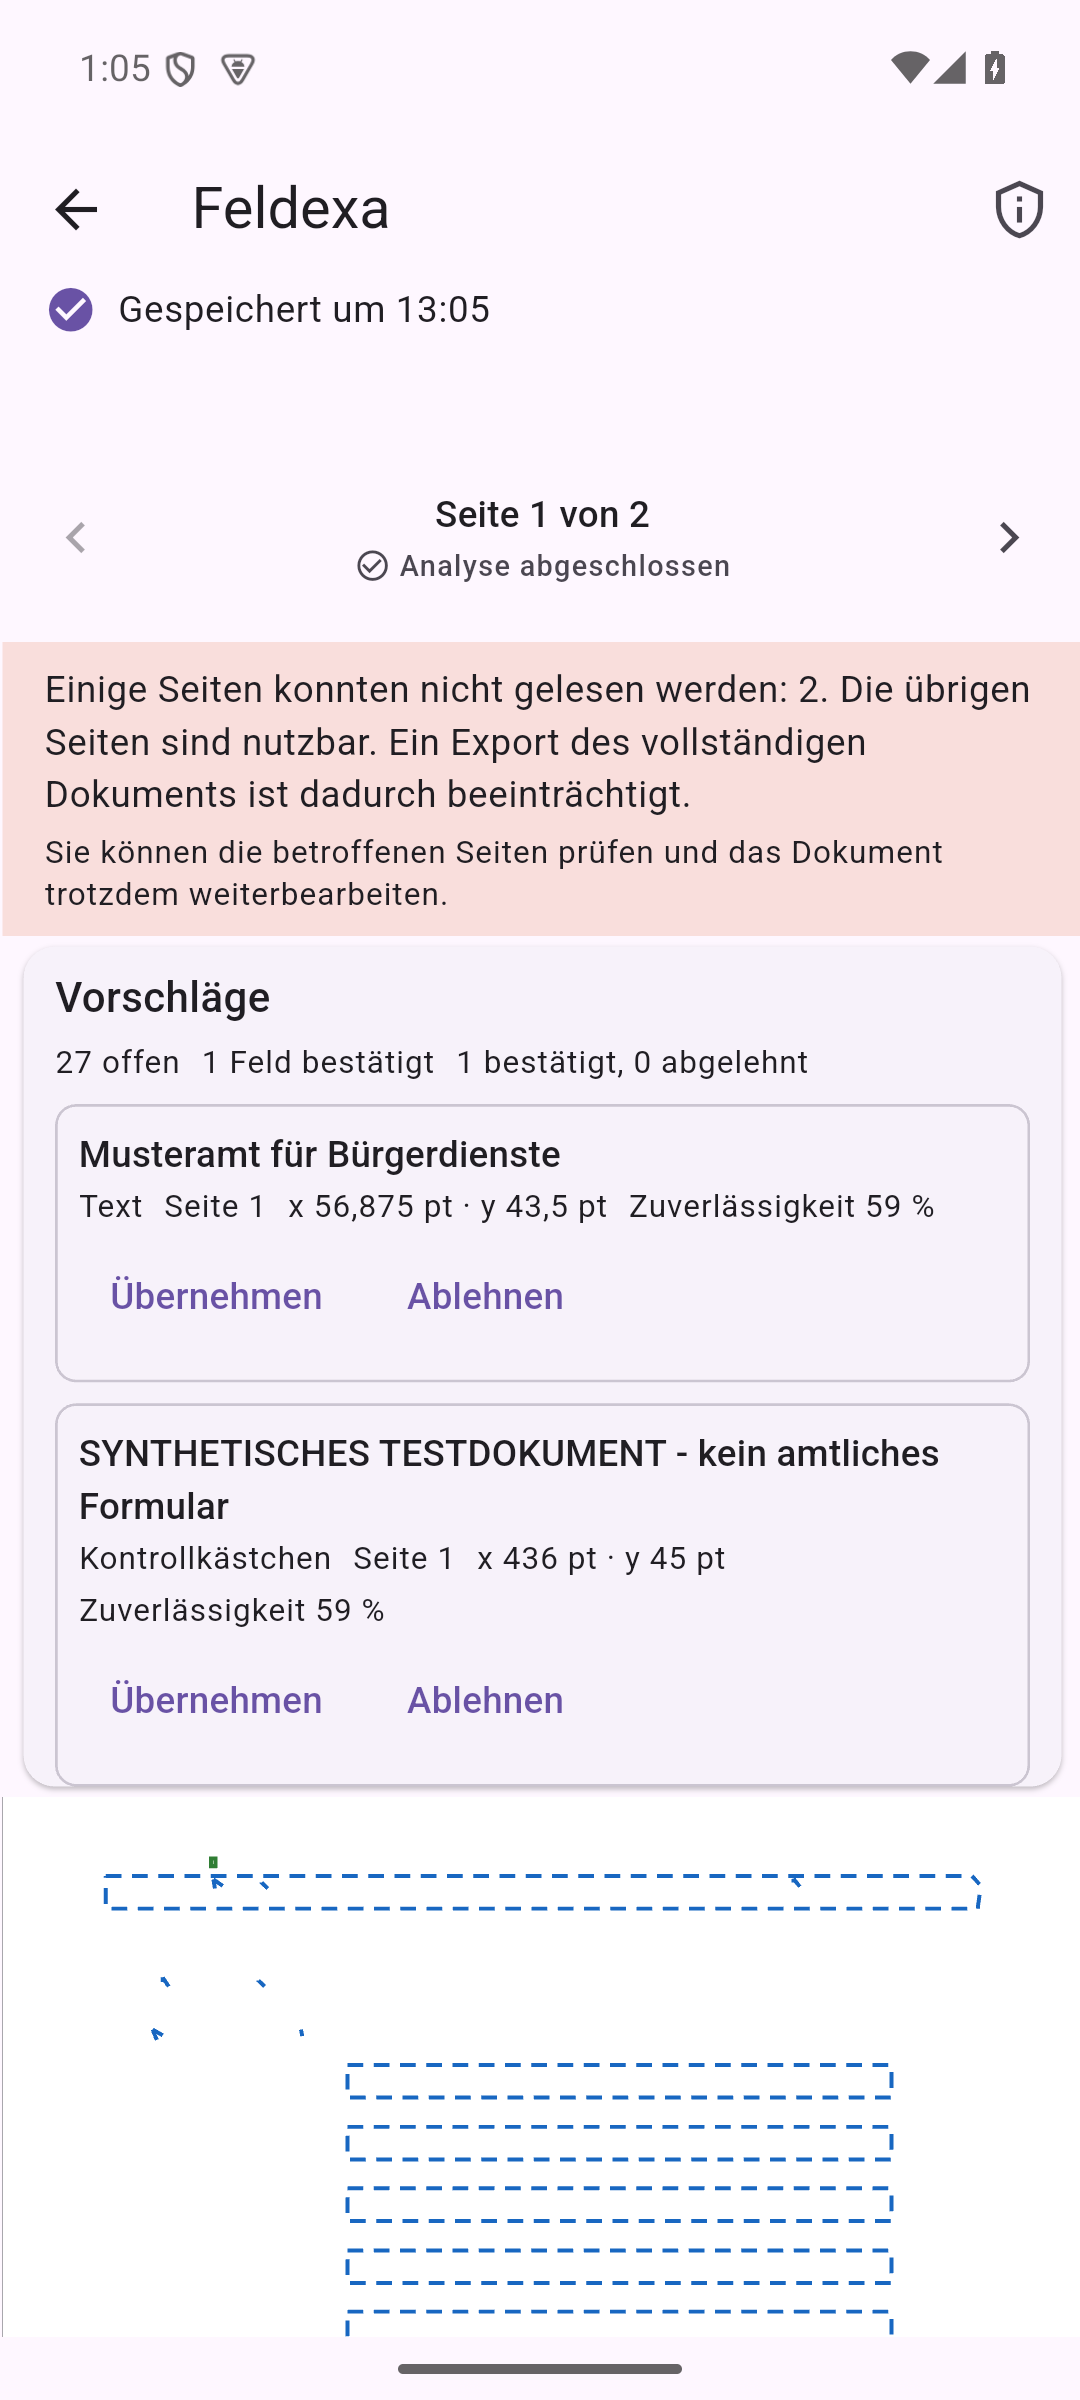 1:05
Feldexa
Gespeichert um 13:05
Seite 1 von 2
Analyse abgeschlossen
Einige Seiten konnten nicht gelesen werden: 2. Die übrigen
Seiten sind nutzbar. Ein Export des vollständigen
Dokuments ist dadurch beeinträchtigt.
Sie können die betroffenen Seiten prüfen und das Dokument
trotzdem weiterbearbeiten.
Vorschläge
27 offen 1 Feld bestätigt 1 bestätigt, 0 abgelehnt
Musteramt für Bürgerdienste
Text Seite 1 x 56,875 pt · y 43,5 pt Zuverlässigkeit 59 %
Übernehmen Ablehnen
SYNTHETISCHES TESTDOKUMENT - kein amtliches
Formular
Kontrollkästchen Seite 1 x 436 pt · y 45 pt
Zuverlässigkeit 59 %
Übernehmen Ablehnen